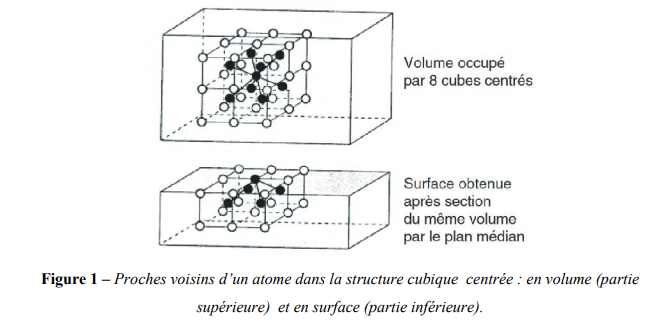 Volume occupé
par 8 cubes centrés
Surface obtenue
après section
du même volume
par le plan médian
Figure 1 – Proches voisins d’un atome dans la structure cubique centrée : en volume (partie
supérieure) et en surface (partie inférieure).